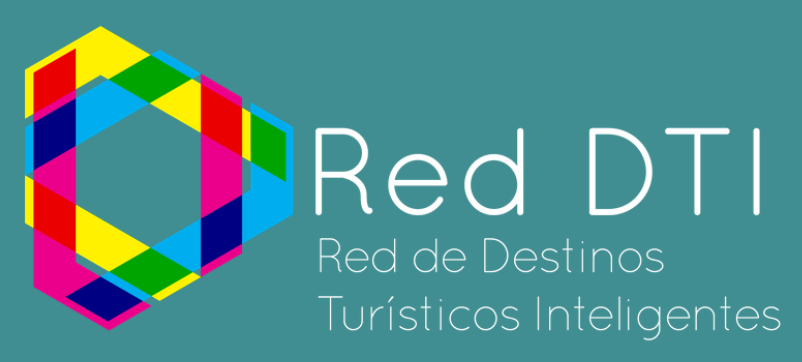 Red DTI
Red de Destinos
Turísticos Inteligentes